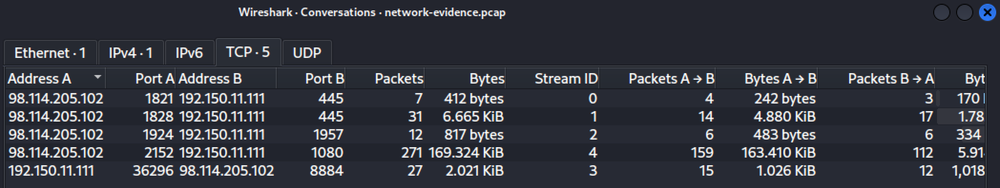 Wireshark · Conversations · network-evidence.pcap
Ethernet · 1 IPv4 · 1 IPv6 TCP · 5 UDP
Address A Port A Address B Port B Packets Bytes Stream ID Packets A → B Bytes A → B Packets B → A Byt
98.114.205.102 1821 192.150.11.111 445 7 412 bytes 0 4 242 bytes 3 170
98.114.205.102 1828 192.150.11.111 445 31 6.665 KiB 1 14 4.880 KiB 17 1.78
98.114.205.102 1924 192.150.11.111 1957 12 817 bytes 2 6 483 bytes 6 334
98.114.205.102 2152 192.150.11.111 1080 271 169.324 KiB 4 159 163.410 KiB 112 5.91
192.150.11.111 36296 98.114.205.102 8884 27 2.021 KiB 3 15 1.026 KiB 12 1,018